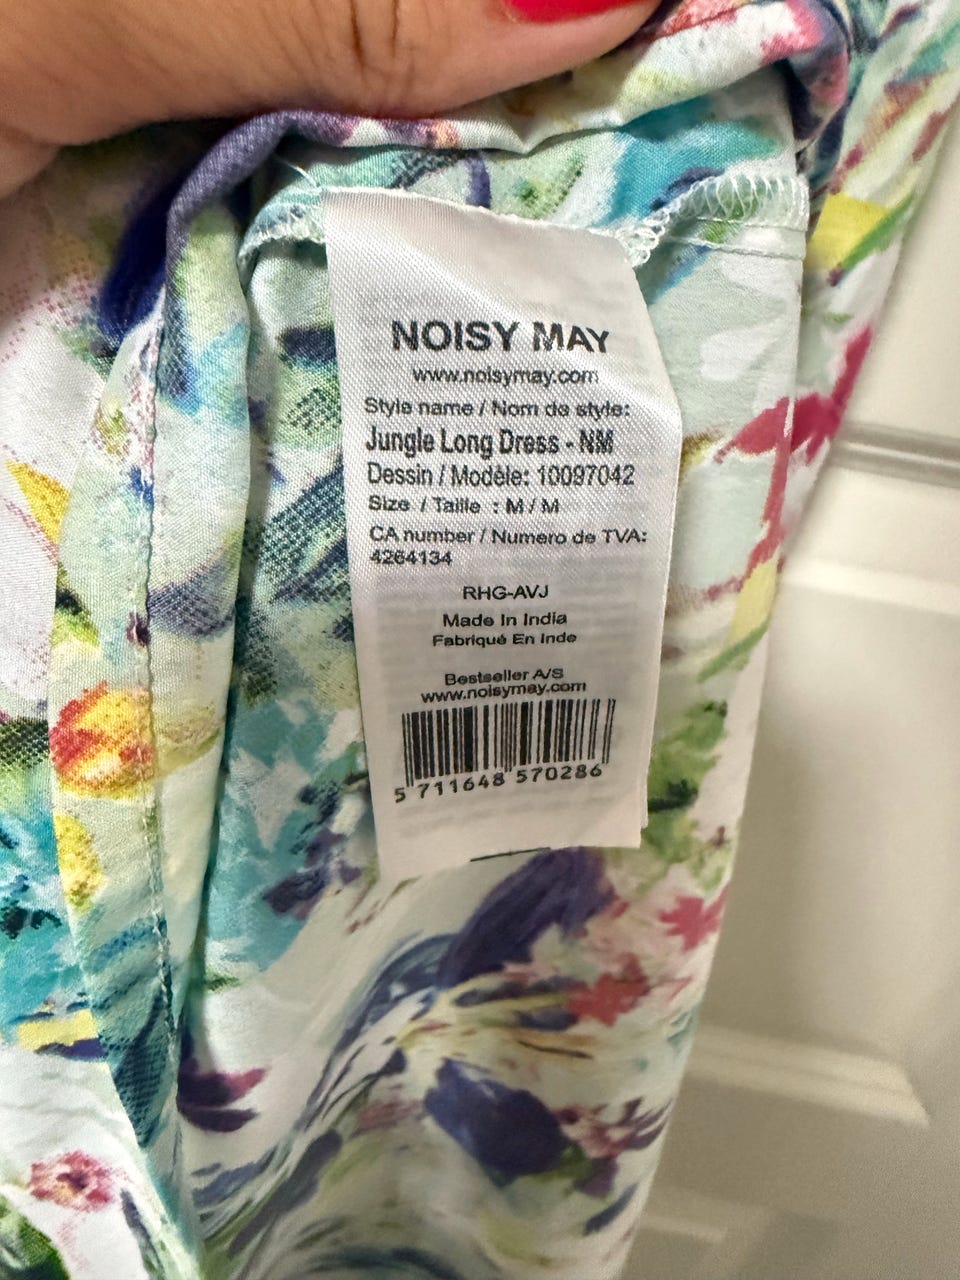 NOISY MAY
www.noisymay.com
Style name / Nom de style:
Jungle Long Dress - NM
Dessin / Modèle: 10097042
Size / Taille : M / M
CA number / Numero de TVA:
4264134
RHG-AVJ
Made In India
Fabriqué En Inde
Bestseller A/S
www.noisymay.com
5 711648 570286